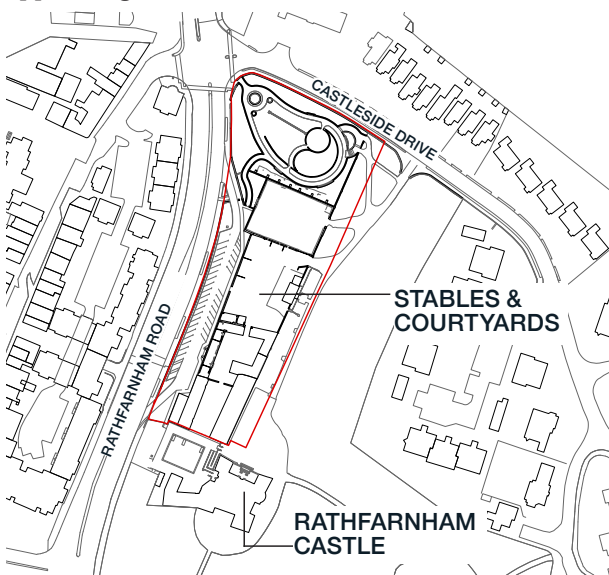 CASTLESIDE DRIVE
STABLES &
COURTYARDS
RATHFARNHAM ROAD
RATHFARNHAM
CASTLE